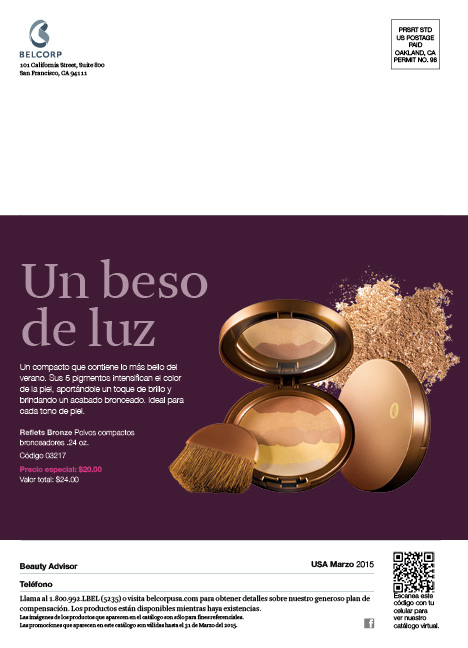 BELCORP
101 California Street, Suite 800
San Francisco, CA 94111
PRSRT STD
US POSTAGE
PAID
OAKLAND, CA
PERMIT NO. 96
Un beso
de luz
Un compacto que contiene lo más bello del
verano. Sus 5 pigmentos intensifican el color
de la piel, aportándole un toque de brillo y
brindando un acabado bronceado. Ideal para
cada tono de piel.
Reflets Bronze Polvos compactos
bronceadores .24 oz.
Código 03217
Precio especial: $20.00
Valor total: $24.00
Beauty Advisor
USA Marzo 2015
Teléfono
Llama al 1.800.992.LBEL (5235) o visita belcorpusa.com para obtener detalles sobre nuestro generoso plan de
compensación. Los productos están disponibles mientras haya existencias.
Las imágenes de los productos que aparecen en el catálogo son sólo para fines referenciales.
Las promociones que aparecen en este catálogo son válidas hasta el 31 de Marzo del 2015.
f
Escanea este
código con tu
celular para
ver nuestro
catálogo virtual.